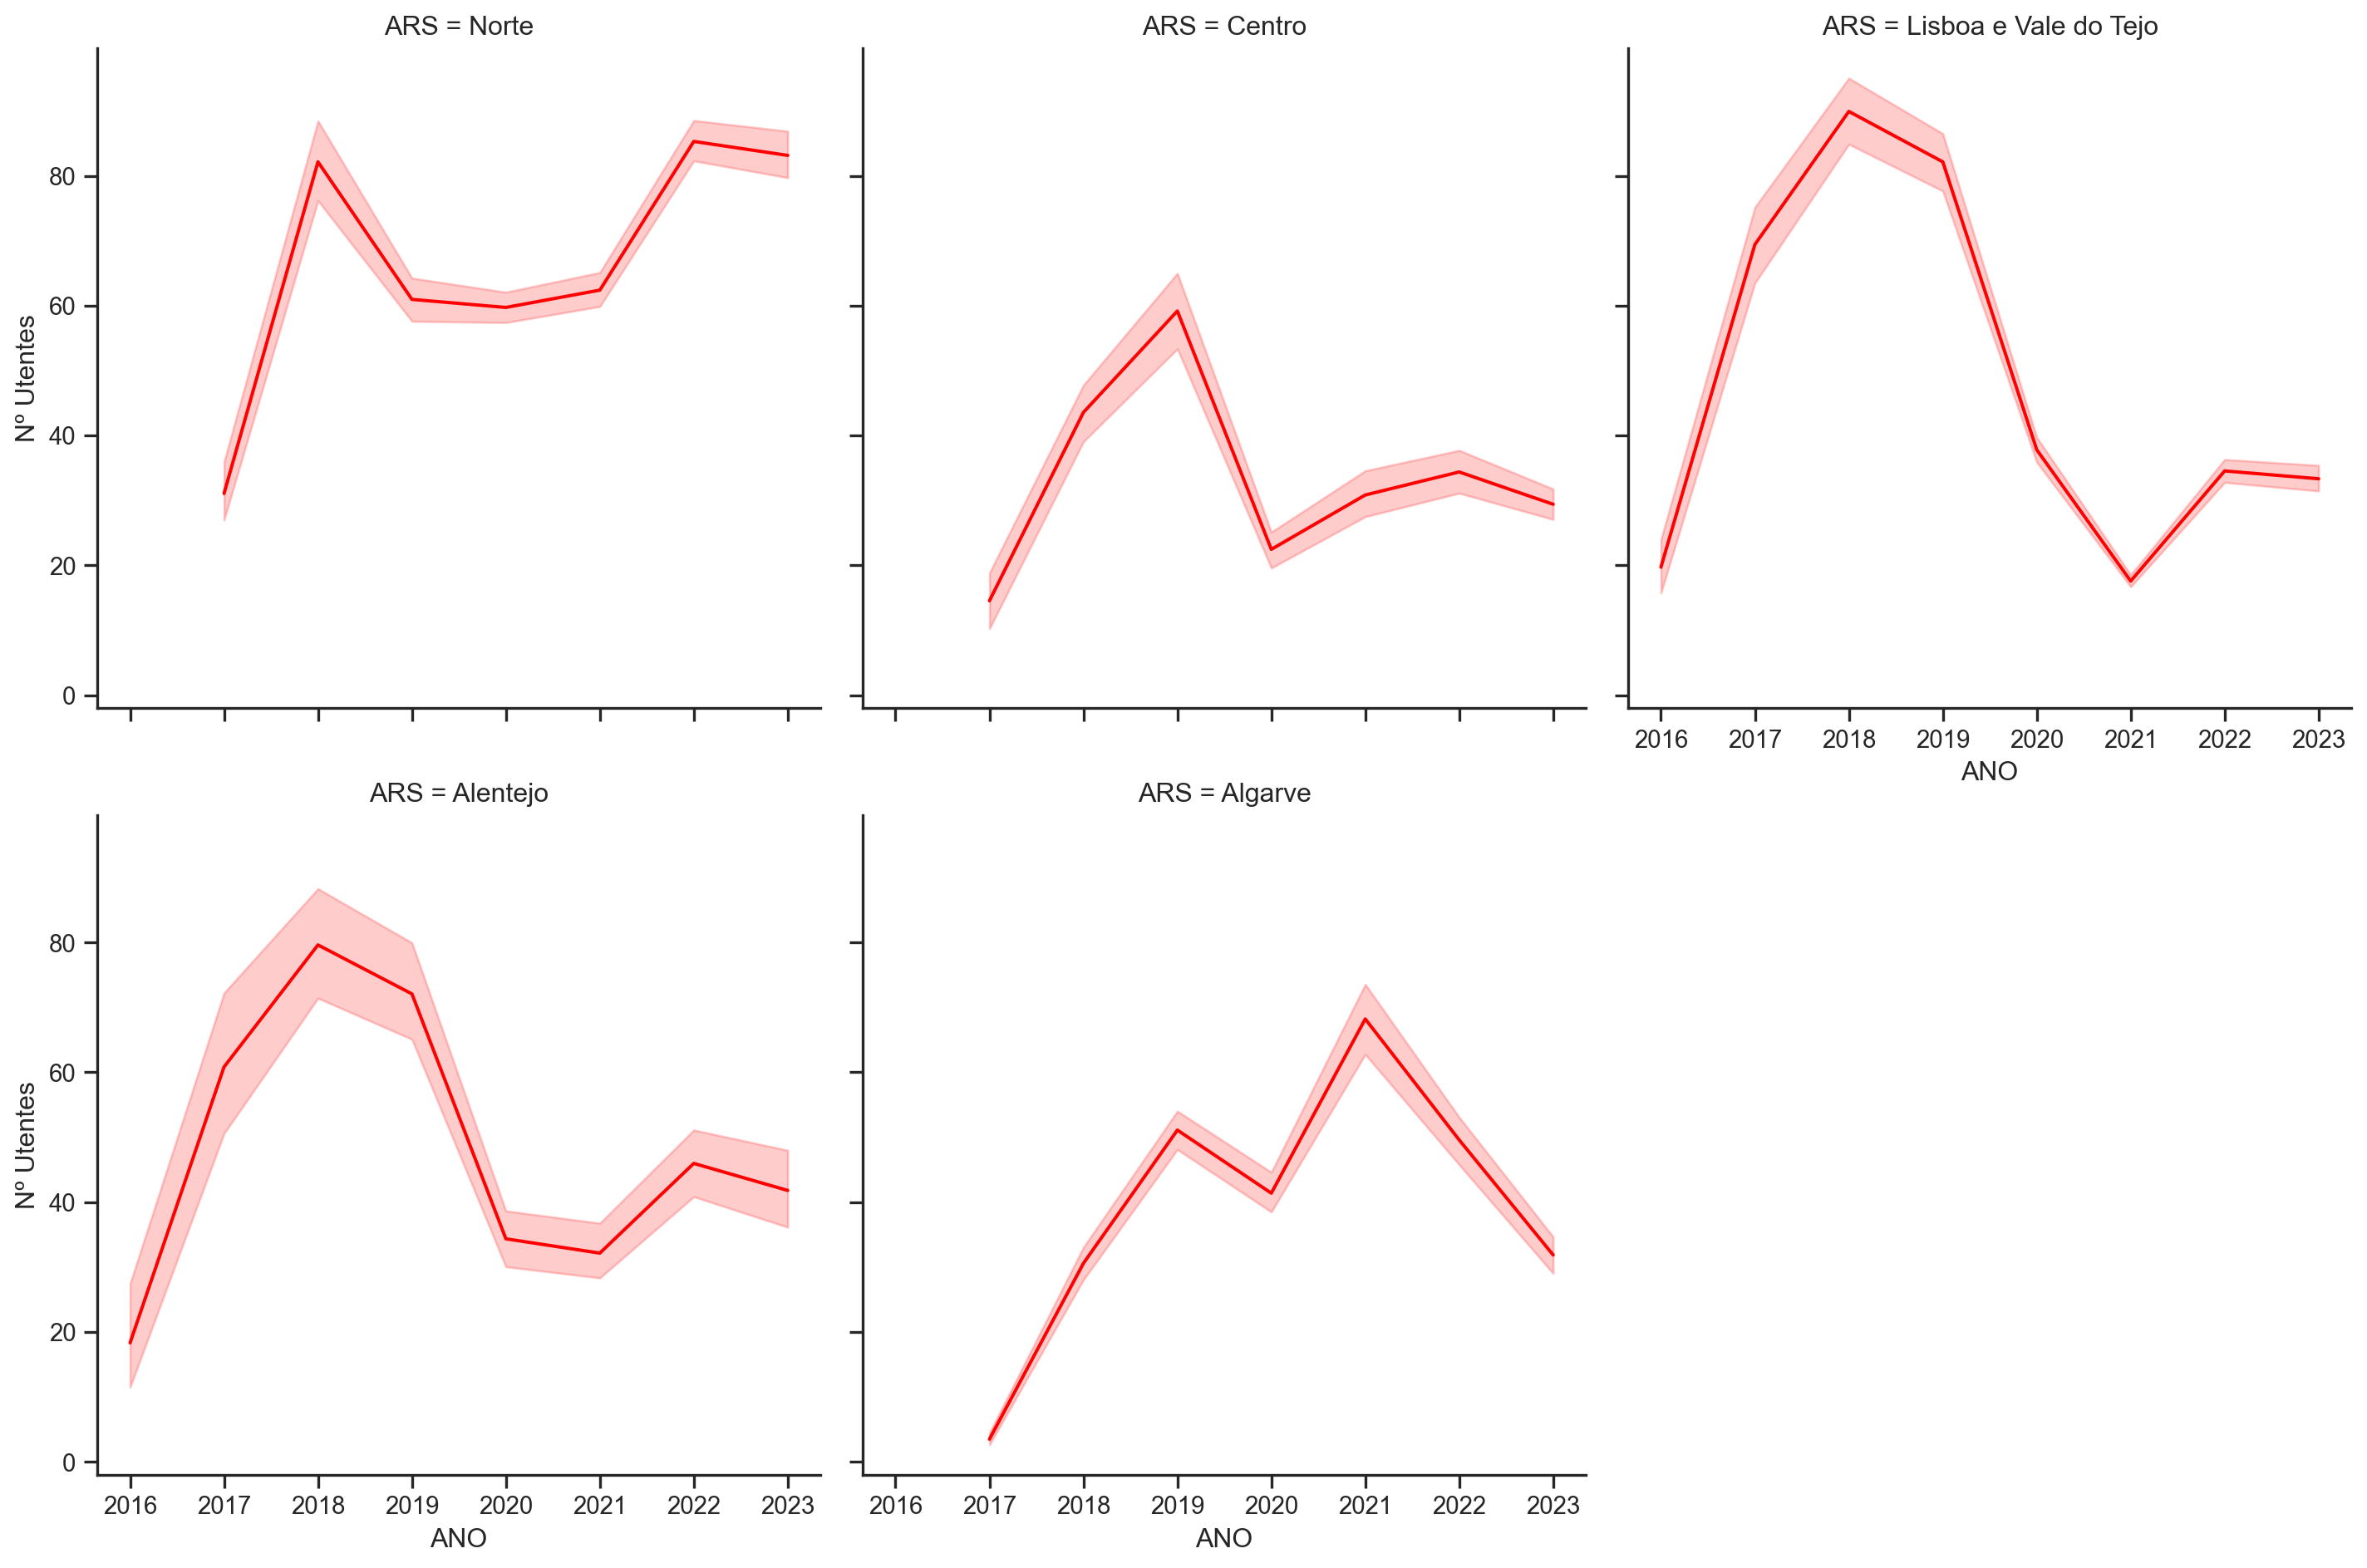 ARS = Norte
Nº Utentes
80
60
40
20
0
ARS = Centro
ARS = Lisboa e Vale do Tejo
2016 2017 2018 2019 2020 2021 2022 2023
ANO
ARS = Alentejo
Nº Utentes
80
60
40
20
0
2016 2017 2018 2019 2020 2021 2022 2023
ANO
ARS = Algarve
2016 2017 2018 2019 2020 2021 2022 2023
ANO